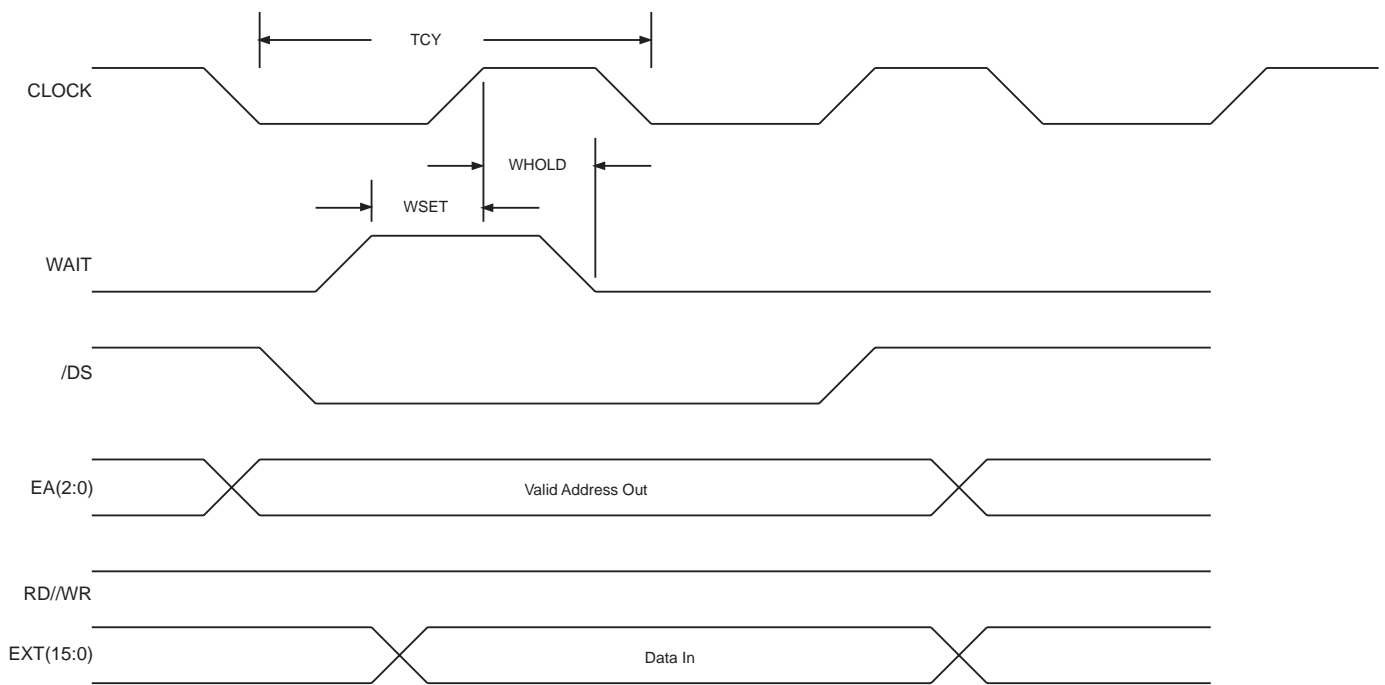 TCY
CLOCK
WHOLD
WSET
WAIT
/DS
EA(2:0)
Valid Address Out
RD//WR
EXT(15:0)
Data In